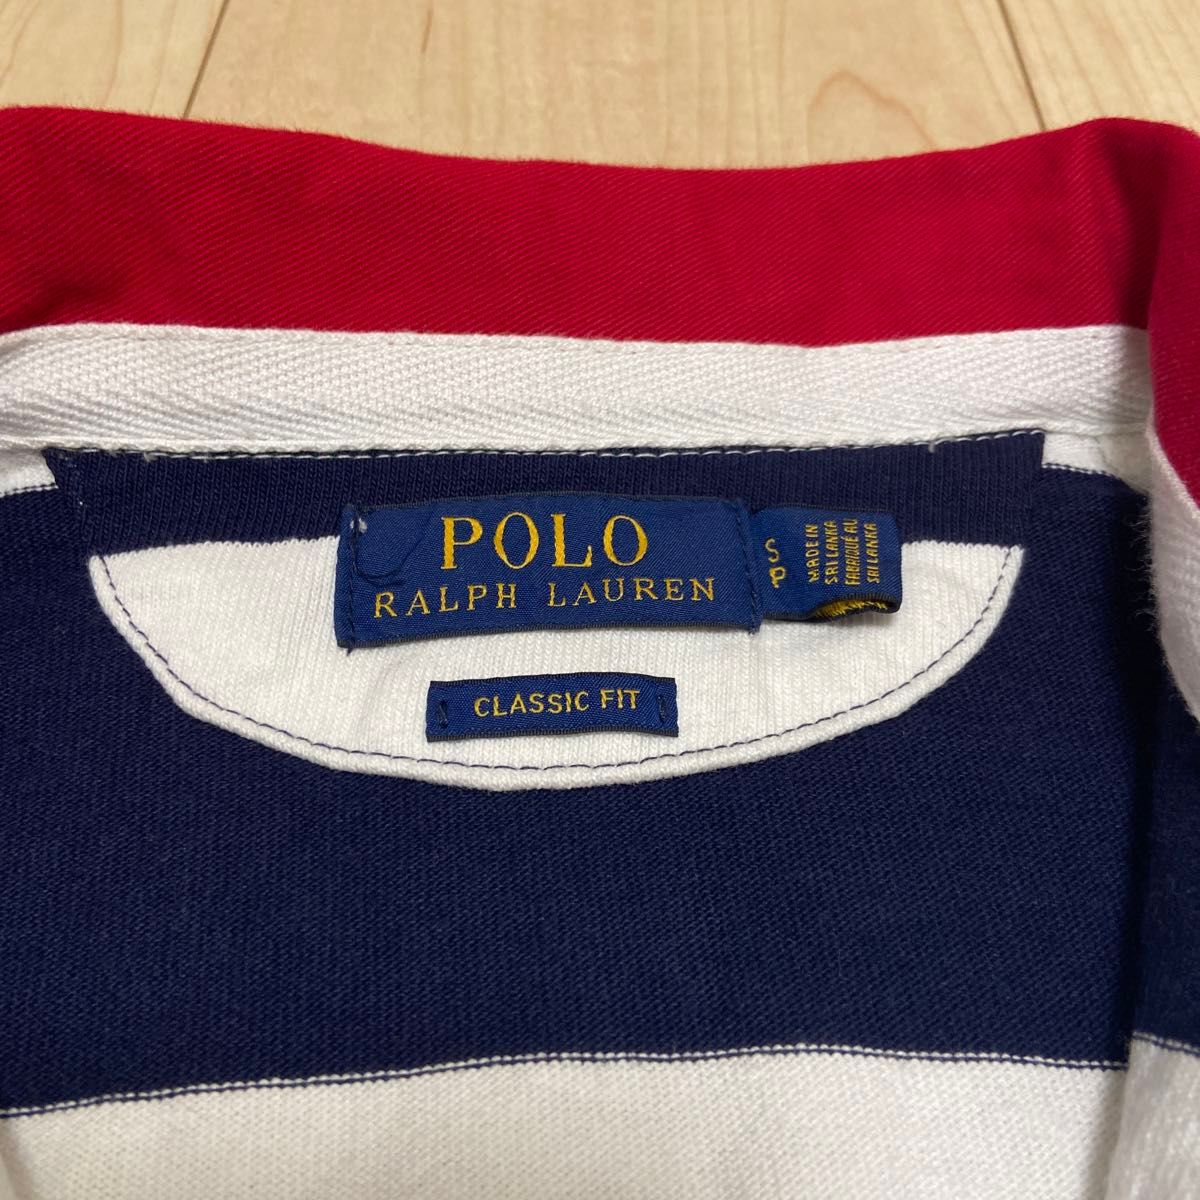 POLO
RALPH LAUREN
CLASSIC FIT
S
P
MADE IN
SRI LANKA
FABRIQUÉ AU
SRI LANKA